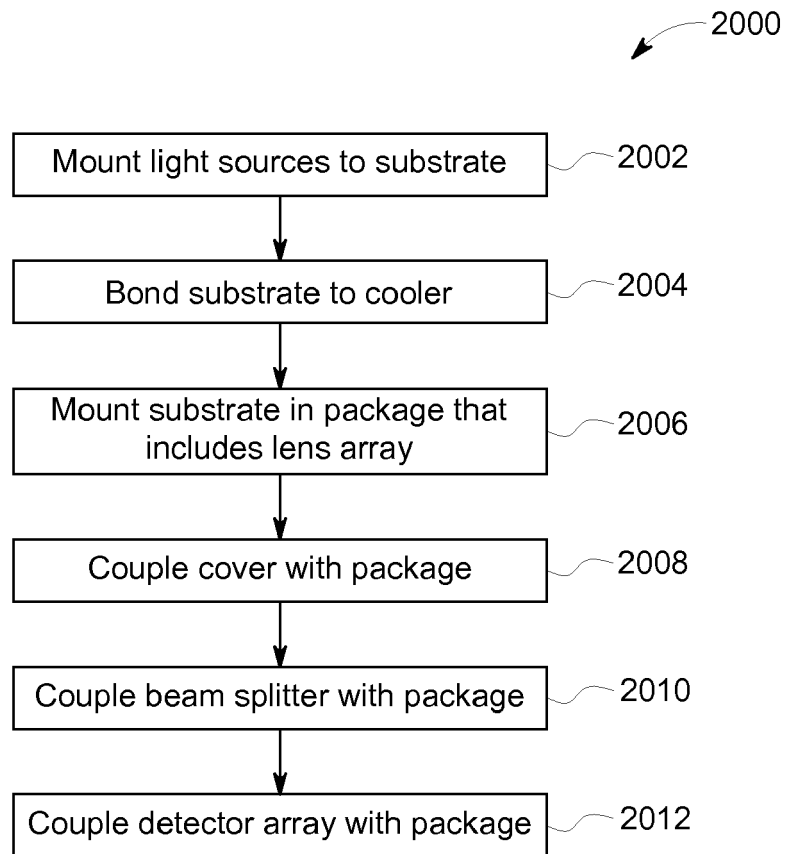 2000
Mount light sources to substrate
2002
Bond substrate to cooler
2004
Mount substrate in package that
includes lens array
2006
Couple cover with package
2008
Couple beam splitter with package
2010
Couple detector array with package
2012